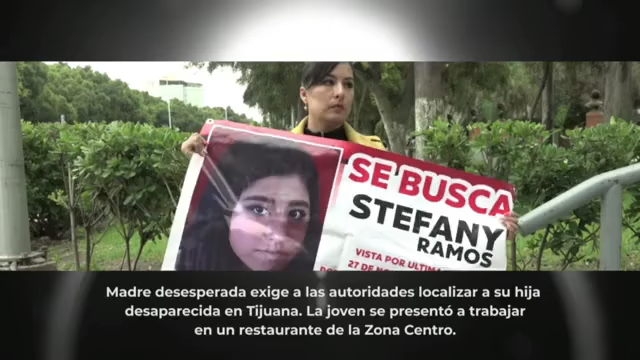 SE BUSCA
STEFANY
RAMOS
VISTA POR
27 DE
Madre desesperada exige a las autoridades localizar a su hija
desaparecida en Tijuana. La joven se presentó a trabajar
en un restaurante de la Zona Centro.